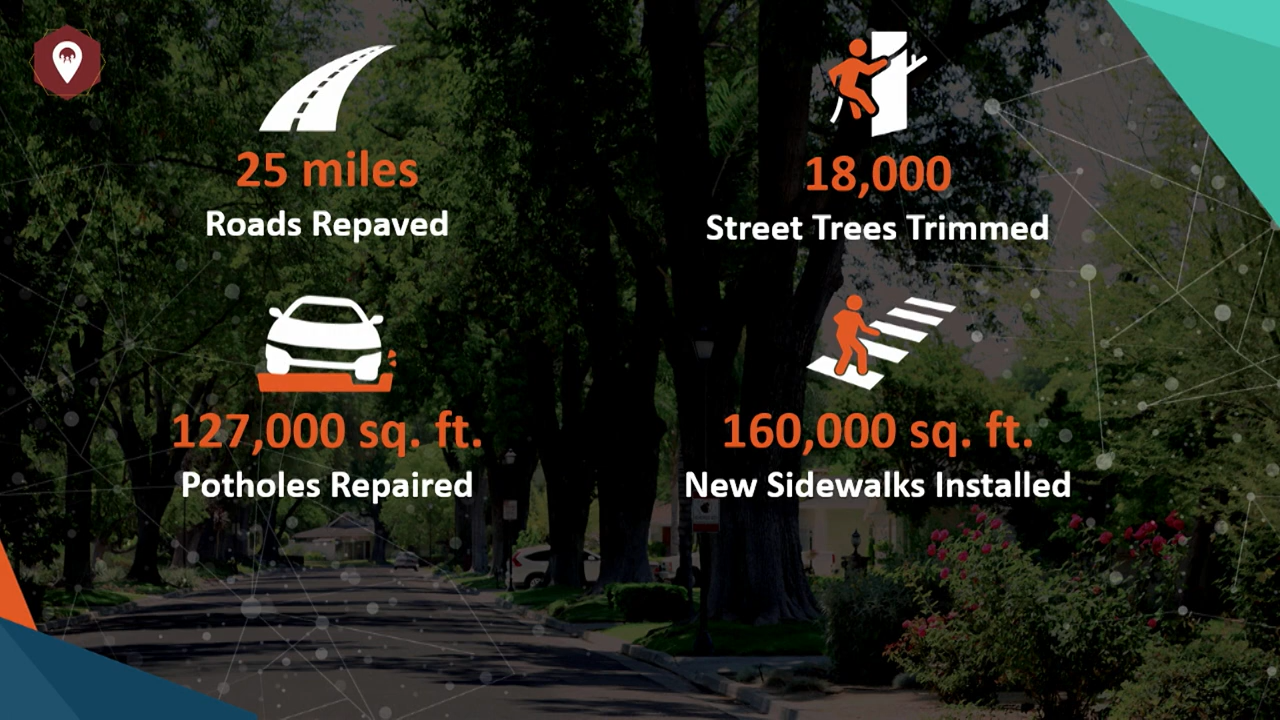 25 miles
Roads Repaved
18,000
Street Trees Trimmed
127,000 sq. ft.
Potholes Repaired
160,000 sq. ft.
New Sidewalks Installed